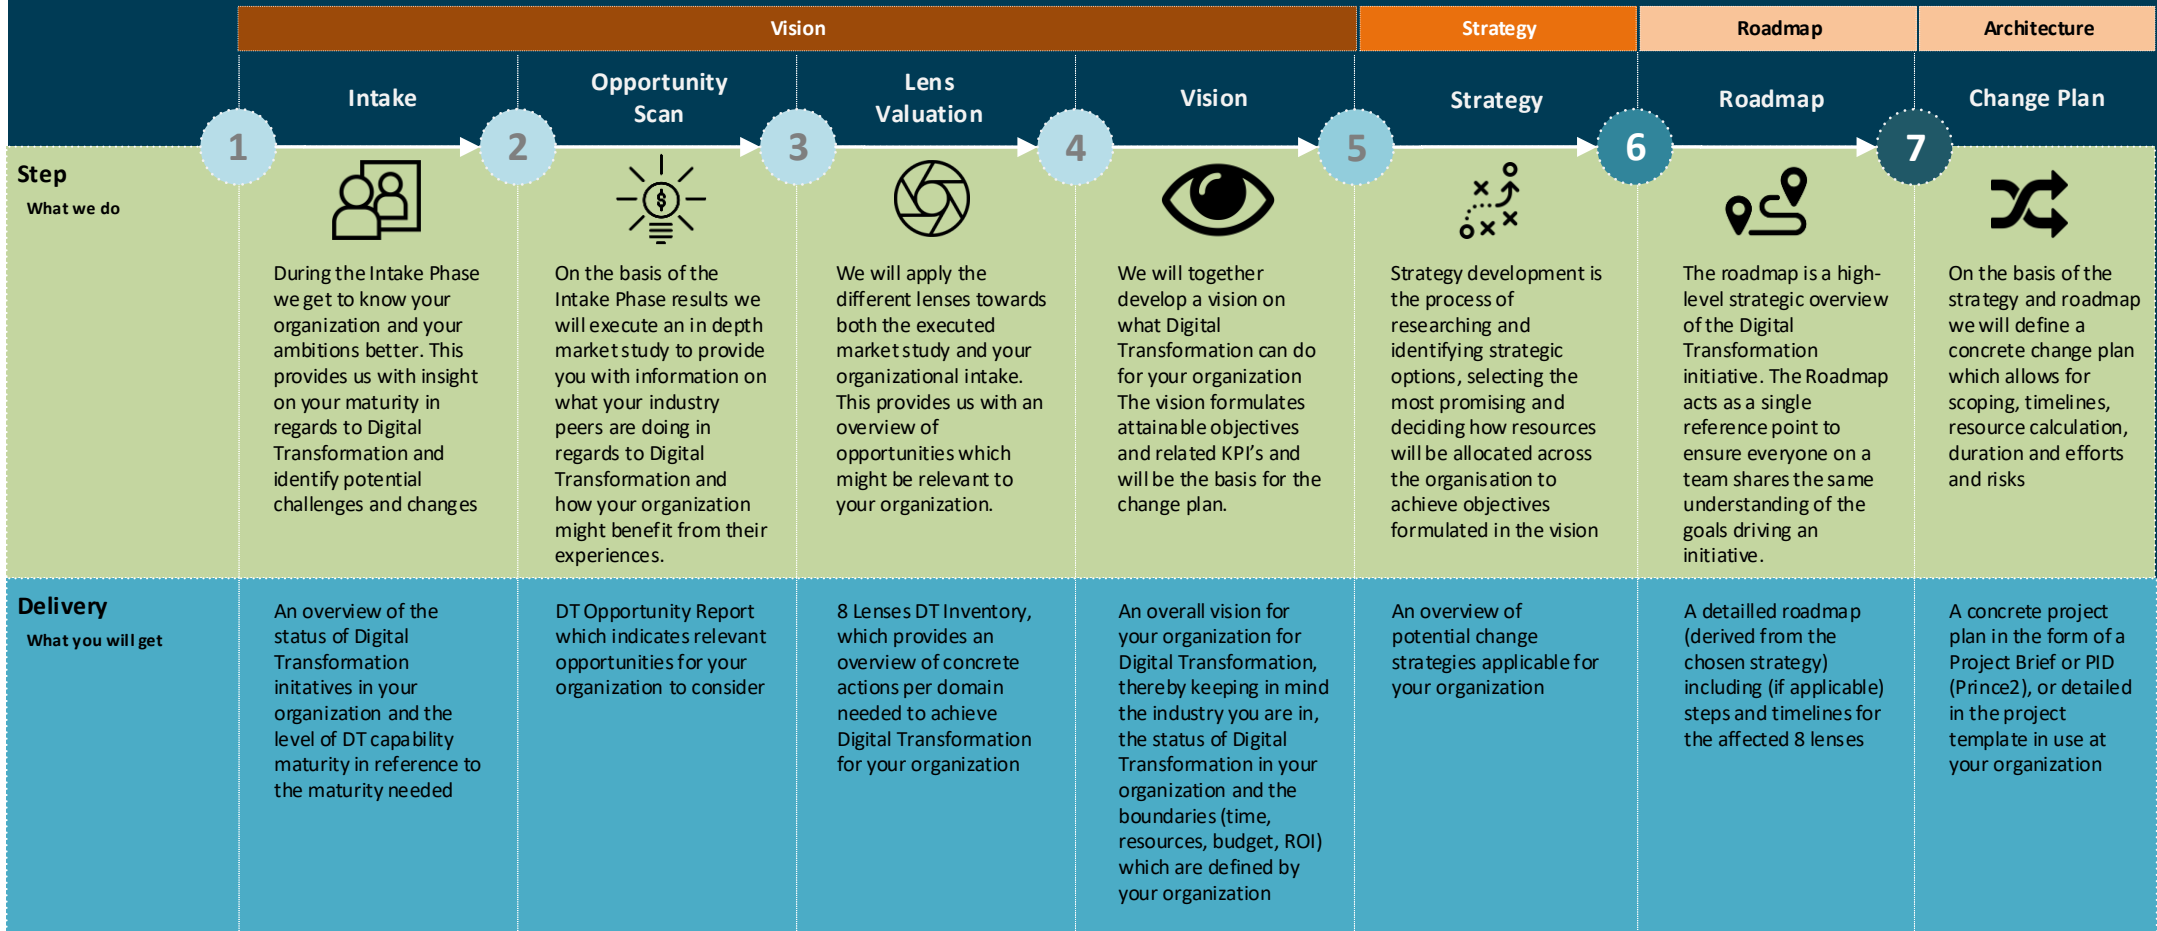 Vision
Strategy
Roadmap
Architecture
Intake
Opportunity
Scan
Lens
Valuation
Vision
Strategy
Roadmap
Change Plan
1
2
3
4
5
6
7
Step
What we do
During the Intake Phase
we get to know your
organization and your
ambitions better. This
provides us with insight
on your maturity in
regards to Digital
Transformation and
identify potential
challenges and changes
$
On the basis of the
Intake Phase results we
will execute an in depth
market study to provide
you with information on
what your industry
peers are doing in
regards to Digital
Transformation and
how your organization
might benefit from their
experiences.
We will apply the
different lenses towards
both the executed
market study and your
organizational intake.
This provides us with an
overview of
opportunities which
might be relevant to
your organization.
We will together
develop a vision on
what Digital
Transformation can do
for your organization
The vision formulates
attainable objectives
and related KPI's and
will be the basis for the
change plan.
Strategy development is
the process of
researching and
identifying strategic
options, selecting the
most promising and
deciding how resources
will be allocated across
the organisation to
achieve objectives
formulated in the vision
The roadmap is a high-
level strategic overview
of the Digital
Transformation
initiative. The Roadmap
acts as a single
reference point to
ensure everyone on a
team shares the same
understanding of the
goals driving an
initiative.
On the basis of the
strategy and roadmap
we will define a
concrete change plan
which allows for
scoping, timelines,
resource calculation,
duration and efforts
and risks
Delivery
What you will get
An overview of the
status of Digital
Transformation
initatives in your
organization and the
level of DT capability
maturity in reference to
the maturity needed
DT Opportunity Report
which indicates relevant
opportunities for your
organization to consider
8 Lenses DT Inventory,
which provides an
overview of concrete
actions per domain
needed to achieve
Digital Transformation
for your organization
An overall vision for
your organization for
Digital Transformation,
thereby keeping in mind
the industry you are in,
the status of Digital
Transformation in your
organization and the
boundaries (time,
resources, budget, ROI)
which are defined by
your organization
An overview of
potential change
strategies applicable for
your organization
A detailled roadmap
(derived from the
chosen strategy)
including (if applicable)
steps and timelines for
the affected 8 lenses
A concrete project
plan in the form of a
Project Brief or PID
(Prince2), or detailed
in the project
template in use at
your organization